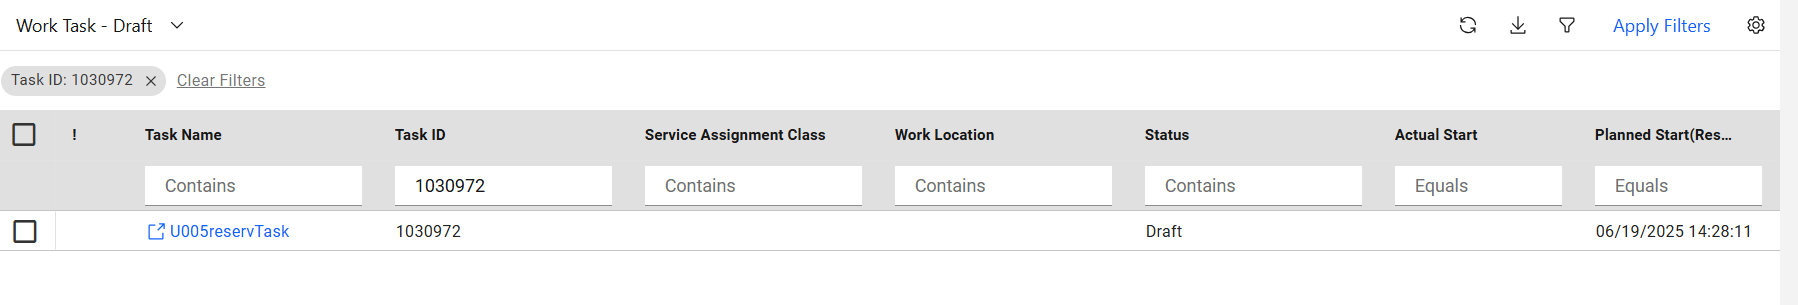 Work Task - Draft
Apply Filters
Task ID: 1030972
Clear Filters
! Task Name Task ID Service Assignment Class Work Location Status Actual Start Planned Start(Res...
Contains 1030972 Contains Contains Contains Equals Equals
U005reservTask 1030972 Draft 06/19/2025 14:28:11